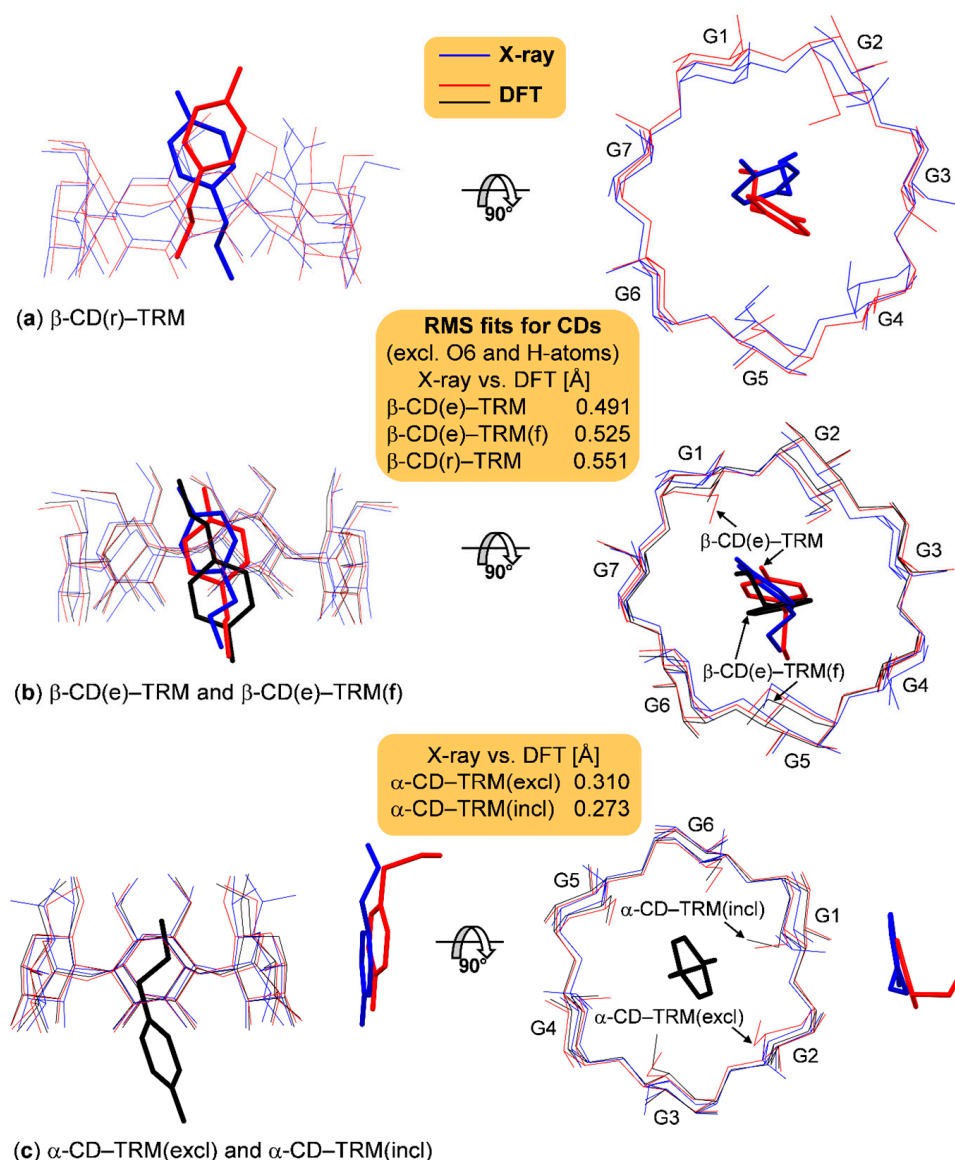 X-ray
DFT
G1
G2
G7
G3
90°
G6
G4
G5
(a) β-CD(r)–TRM
RMS fits for CDs
(excl. O6 and H-atoms)
X-ray vs. DFT [Å]
β-CD(e)–TRM 0.491
β-CD(e)–TRM(f) 0.525
β-CD(r)–TRM 0.551
G1
G2
β-CD(e)–TRM
G3
90°
G7
β-CD(e)–TRM(f)
G4
G6
G5
(b) β-CD(e)–TRM and β-CD(e)–TRM(f)
X-ray vs. DFT [Å]
α-CD–TRM(excl) 0.310
α-CD–TRM(incl) 0.273
G6
G5
α-CD–TRM(incl)
G1
90°
α-CD–TRM(excl)
G4
G2
G3
(c) α-CD–TRM(excl) and α-CD–TRM(incl)